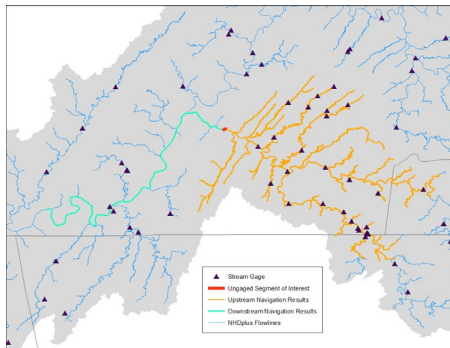 Stream Gage
Ungaged Segment of Interest
Upstream Navigation Results
Downstream Navigation Results
NHDplus Flowlines